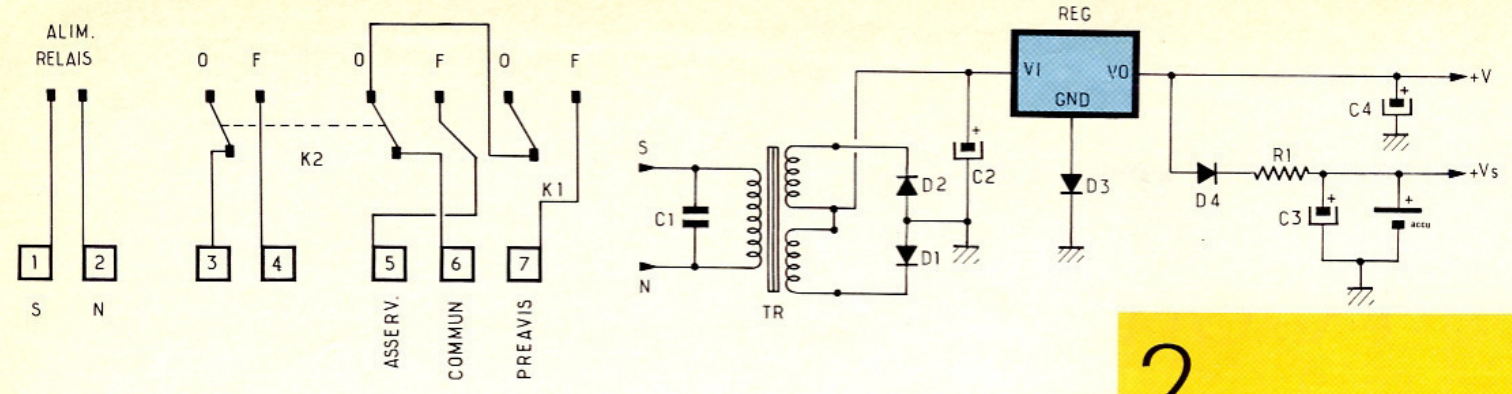 ALIM.
RELAIS
O F O F O F
K2
K1
1 2 3 4 5 6 7
S N
ASSERV.
COMMUN
PREAVIS
S
N
C1
TR
D2
D1
C2
+
REG
VI VO
GND
D3
+V
C4
+
D4
R1
+Vs
C3
+
+
accu
2